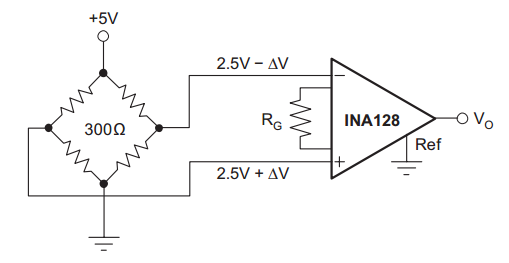 +5V
2.5V – ΔV
300Ω
R_G
INA128
V_O
Ref
2.5V + ΔV